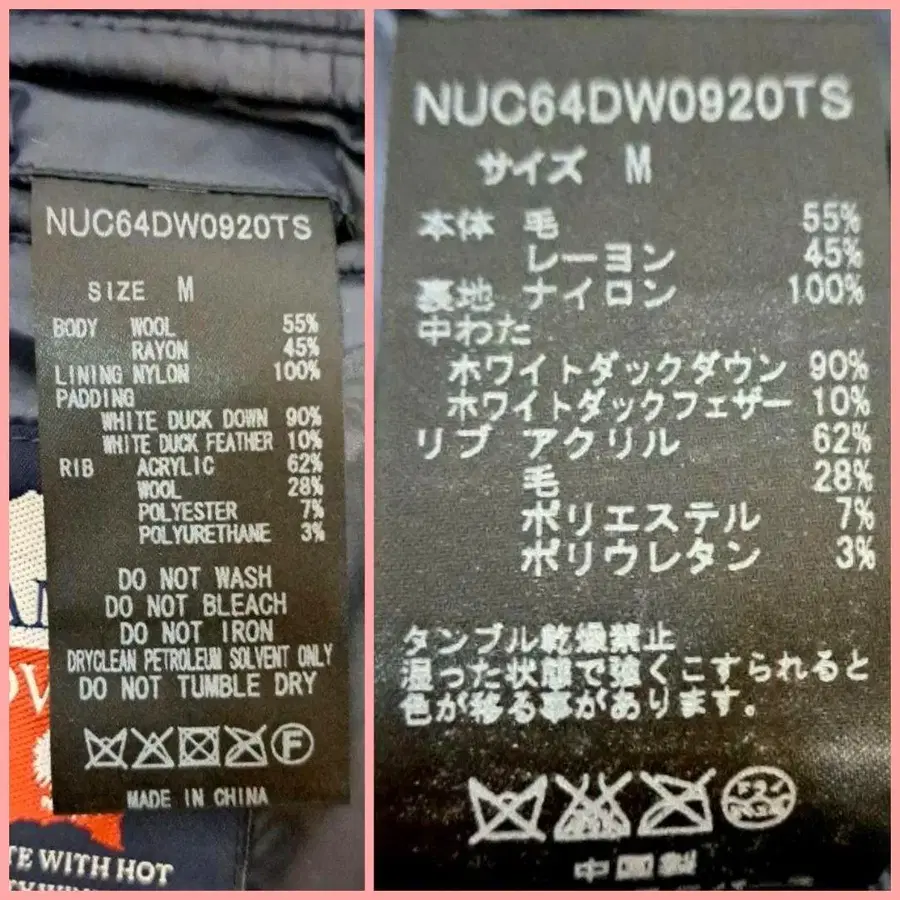 NUC64DW0920TS
SIZE M
BODY WOOL 55%
RAYON 45%
LINING NYLON 100%
PADDING
WHITE DUCK DOWN 90%
WHITE DUCK FEATHER 10%
RIB ACRYLIC 62%
WOOL 28%
POLYESTER 7%
POLYURETHANE 3%
DO NOT WASH
DO NOT BLEACH
DO NOT IRON
DRYCLEAN PETROLEUM SOLVENT ONLY
DO NOT TUMBLE DRY
F
MADE IN CHINA
WITH HOT
NUC64DW0920TS
サイズ M
本体 毛 55%
レーヨン 45%
裏地 ナイロン 100%
中わた
ホワイトダックダウン 90%
ホワイトダックフェザー 10%
リブ アクリル 62%
毛 28%
ポリエステル 7%
ポリウレタン 3%
タンブル乾燥禁止
湿った状態で強くこすられると
色が移る事があります。
中国製